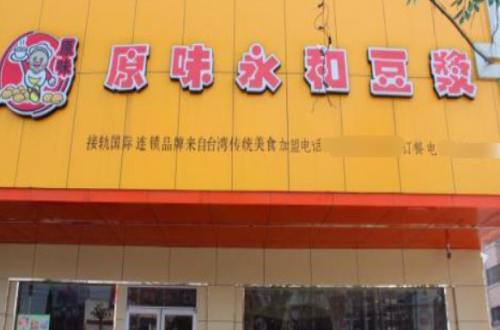 原味
原味永和豆漿
接轨国际 连锁品牌来自台湾传统美食 加盟电话 订餐电